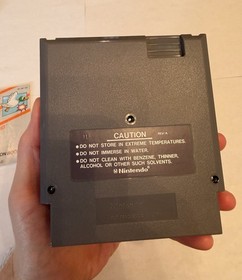 CAUTION
•DO NOT STORE IN EXTREME TEMPERATURES.
•DO NOT IMMERSE IN WATER.
•DO NOT CLEAN WITH BENZENE, THINNER,
ALCOHOL OR OTHER SUCH SOLVENTS.
Nintendo